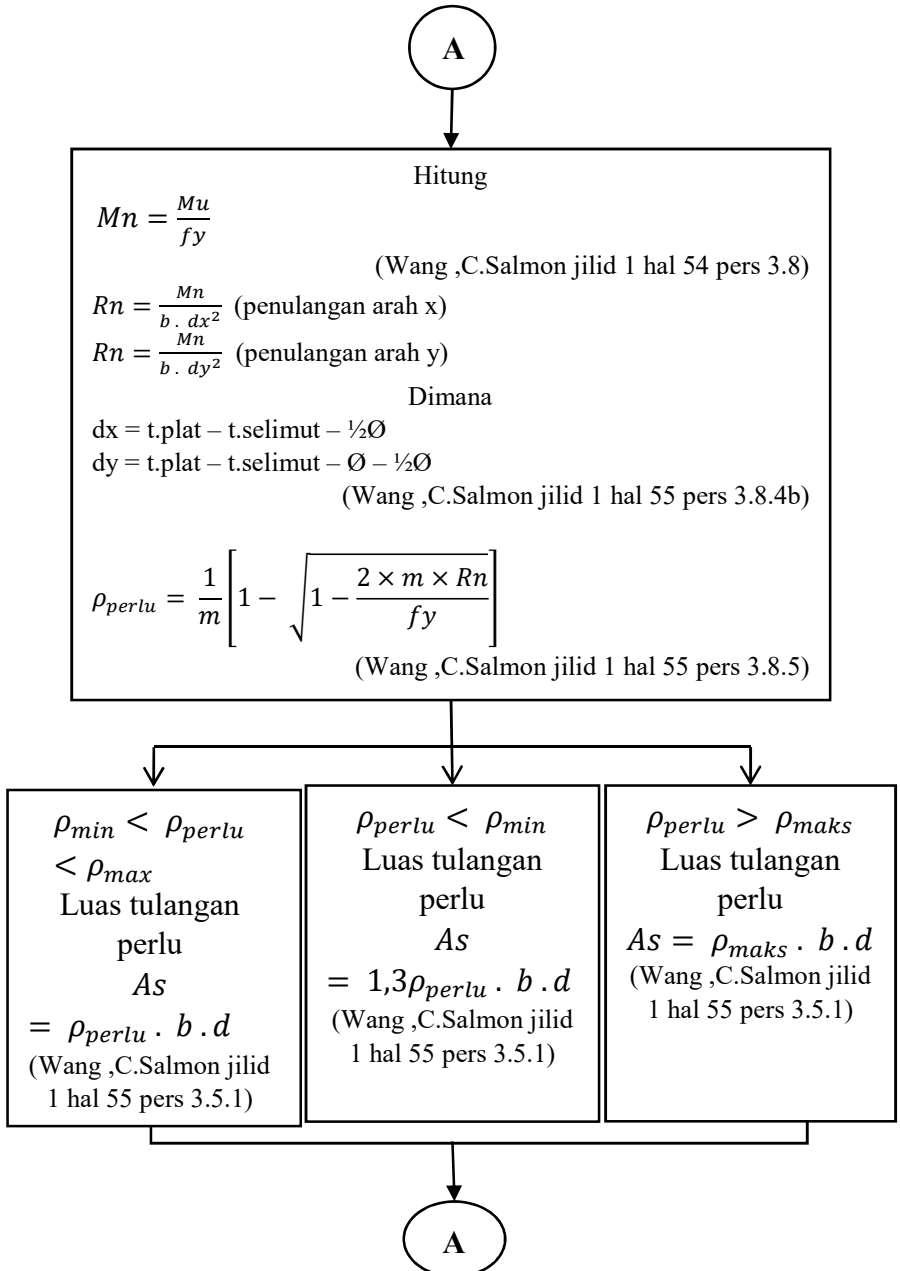 A
Hitung
Mn = Mu / fy
(Wang ,C.Salmon jilid 1 hal 54 pers 3.8)
Rn = Mn / b . dx² (penulangan arah x)
Rn = Mn / b . dy² (penulangan arah y)
Dimana
dx = t.plat – t.selimut – ½Ø
dy = t.plat – t.selimut – Ø – ½Ø
(Wang ,C.Salmon jilid 1 hal 55 pers 3.8.4b)
ρperlu = 1/m [1 − √(1 − (2 × m × Rn)/fy)]
(Wang ,C.Salmon jilid 1 hal 55 pers 3.8.5)
ρmin < ρperlu
< ρmax
Luas tulangan
perlu
As
= ρperlu . b .d
(Wang ,C.Salmon jilid
1 hal 55 pers 3.5.1)
ρperlu < ρmin
Luas tulangan
perlu
As
= 1,3ρperlu . b .d
(Wang ,C.Salmon jilid
1 hal 55 pers 3.5.1)
ρperlu > ρmaks
Luas tulangan
perlu
As = ρmaks . b .d
(Wang ,C.Salmon jilid
1 hal 55 pers 3.5.1)
A